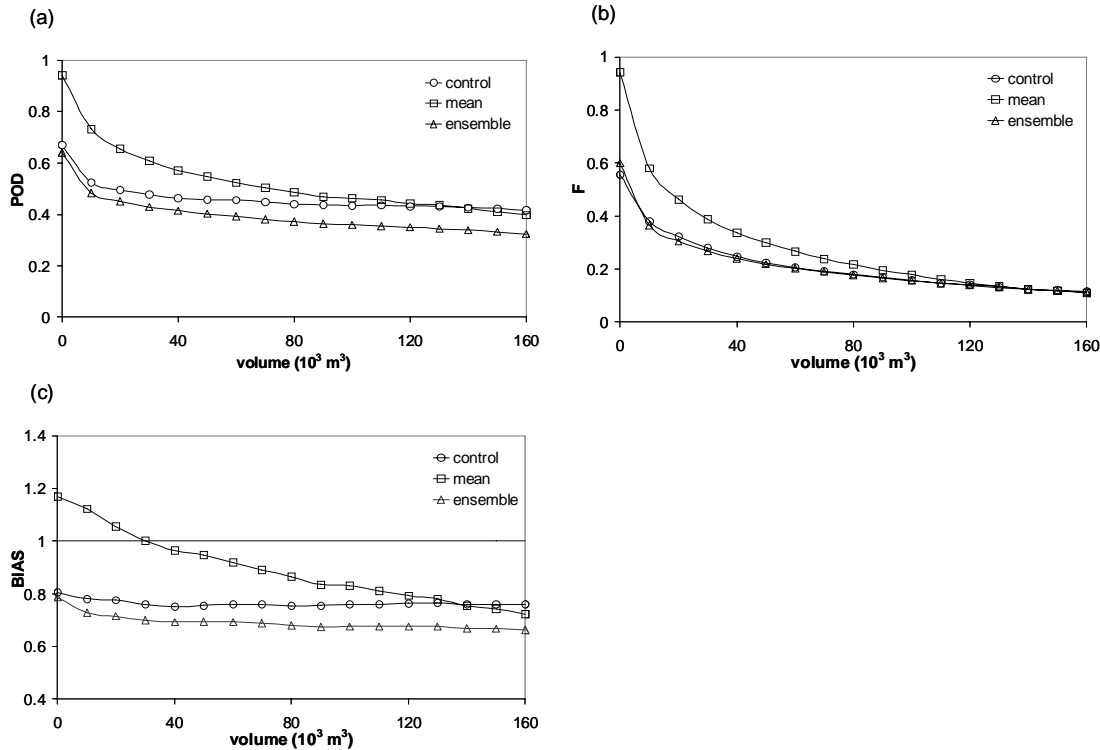 (a)
1
0.8
0.6
0.4
0.2
0
POD
control
mean
ensemble
0 40 80 120 160
volume (10³ m³)
(b)
1
0.8
0.6
0.4
0.2
0
F
control
mean
ensemble
0 40 80 120 160
volume (10³ m³)
(c)
1.4
1.2
1
0.8
0.6
0.4
BIAS
control
mean
ensemble
0 40 80 120 160
volume (10³ m³)